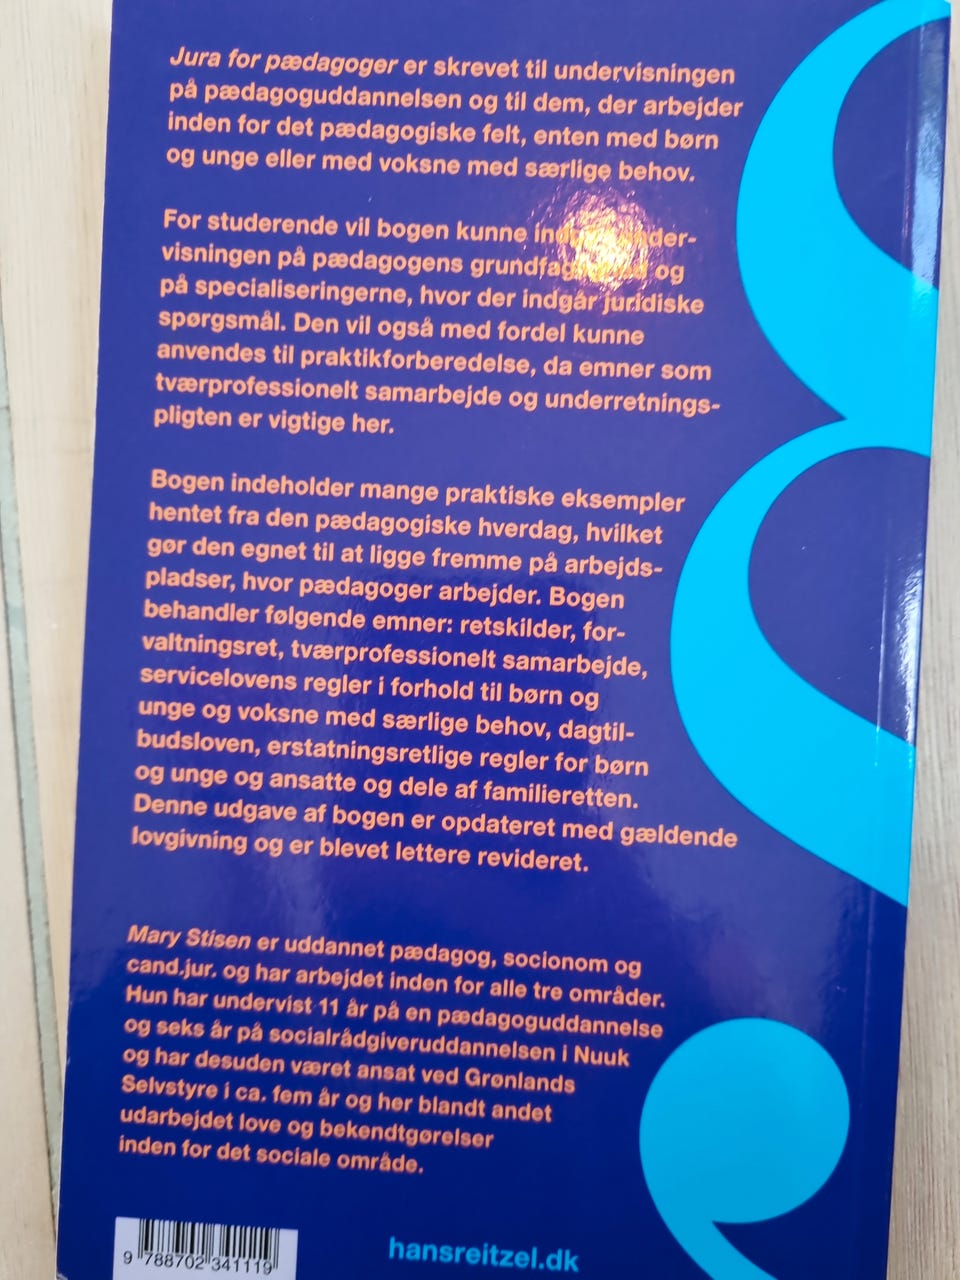 Jura for pædagoger er skrevet til undervisningen
på pædagoguddannelsen og til dem, der arbejder
inden for det pædagogiske felt, enten med børn
og unge eller med voksne med særlige behov.
For studerende vil bogen kunne
visningen på pædagogens og
på specialiseringerne, hvor der indgår juridiske
spørgsmål. Den vil også med fordel kunne
anvendes til praktikforberedelse, da emner som
tværprofessionelt samarbejde og underretnings-
pligten er vigtige her.
Bogen indeholder mange praktiske eksempler
hentet fra den pædagogiske hverdag, hvilket
gør den egnet til at ligge fremme på arbejds-
pladser, hvor pædagoger arbejder. Bogen
behandler følgende emner: retskilder, for-
valtningsret, tværprofessionelt samarbejde,
servicelovens regler i forhold til børn og
unge og voksne med særlige behov, dagtil-
budsloven, erstatningsretlige regler for børn
og unge og ansatte og dele af familieretten.
Denne udgave af bogen er opdateret med gældende
lovgivning og er blevet lettere revideret.
Mary Stisen er uddannet pædagog, socionom og
cand.jur. og har arbejdet inden for alle tre områder.
Hun har undervist 11 år på en pædagoguddannelse
og seks år på socialrådgiveruddannelsen i Nuuk
og har desuden været ansat ved Grønlands
Selvstyre i ca. fem år og her blandt andet
udarbejdet love og bekendtgørelser
inden for det sociale område.
hansreitzel.dk
9 788702 341119